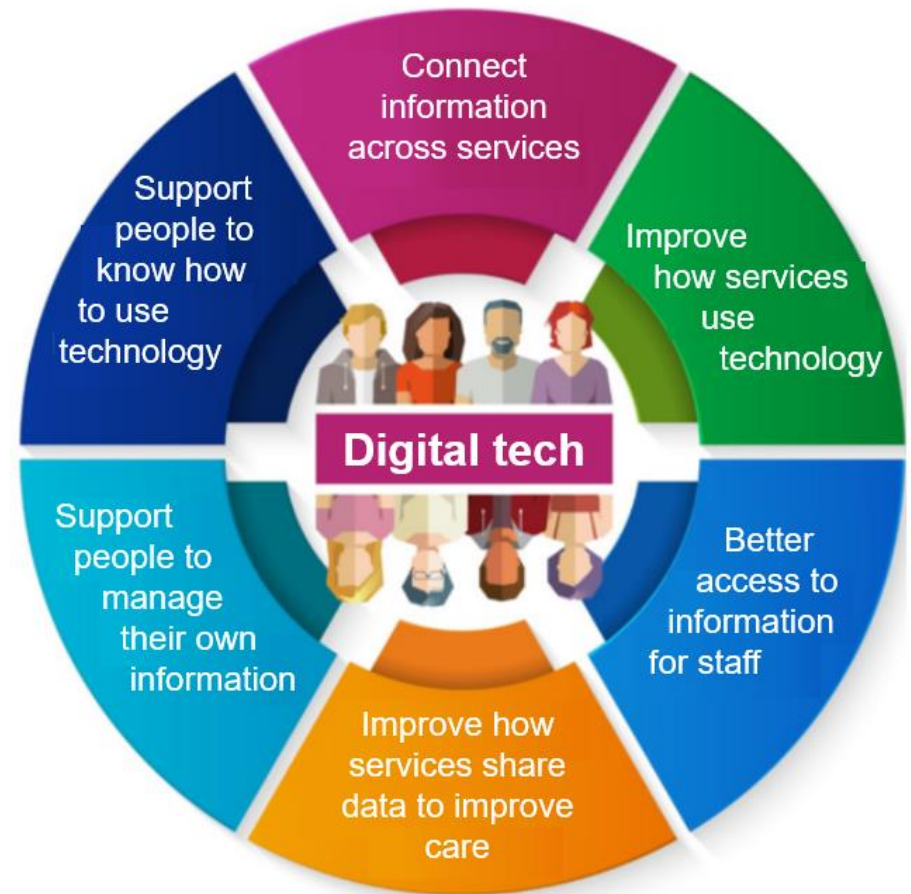 Connect
information
across services
Improve
how services
use
technology
Better
access to
information
for staff
Improve how
services share
data to improve
care
Support
people to
manage
their own
information
Support
people to
know how
to use
technology
Digital tech